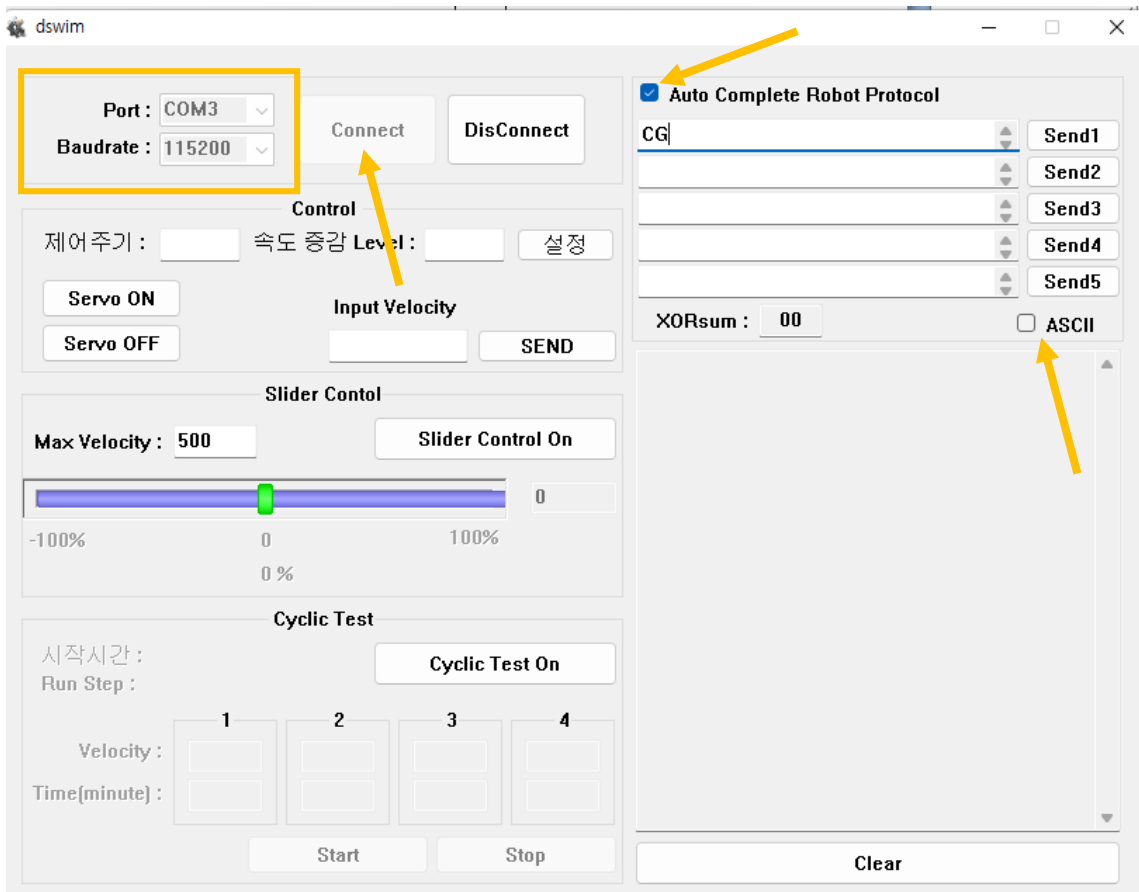 dswim
Port : COM3
Baudrate : 115200
Connect
DisConnect
Control
제어주기 :
속도 증감 Level :
설정
Servo ON
Servo OFF
Input Velocity
SEND
Slider Contol
Max Velocity : 500
Slider Control On
0
-100%
0
100%
0 %
Cyclic Test
시작시간 :
Run Step :
Cyclic Test On
1 2 3 4
Velocity :
Time(minute) :
Start
Stop
Auto Complete Robot Protocol
CG
Send1
Send2
Send3
Send4
Send5
XORsum : 00
ASCII
Clear